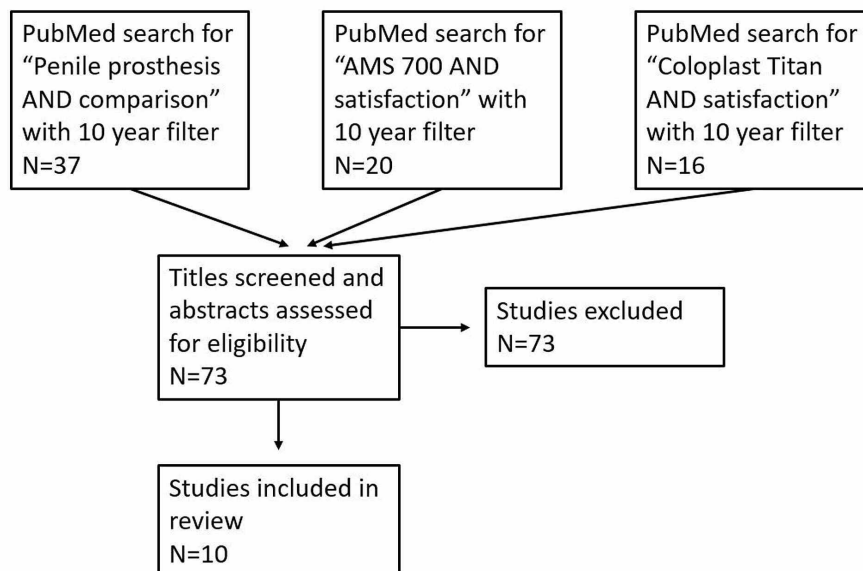 PubMed search for
“Penile prosthesis
AND comparison”
with 10 year filter
N=37
PubMed search for
“AMS 700 AND
satisfaction” with
10 year filter
N=20
PubMed search for
“Coloplast Titan
AND satisfaction”
with 10 year filter
N=16
Titles screened and
abstracts assessed
for eligibility
N=73
Studies excluded
N=73
Studies included in
review
N=10